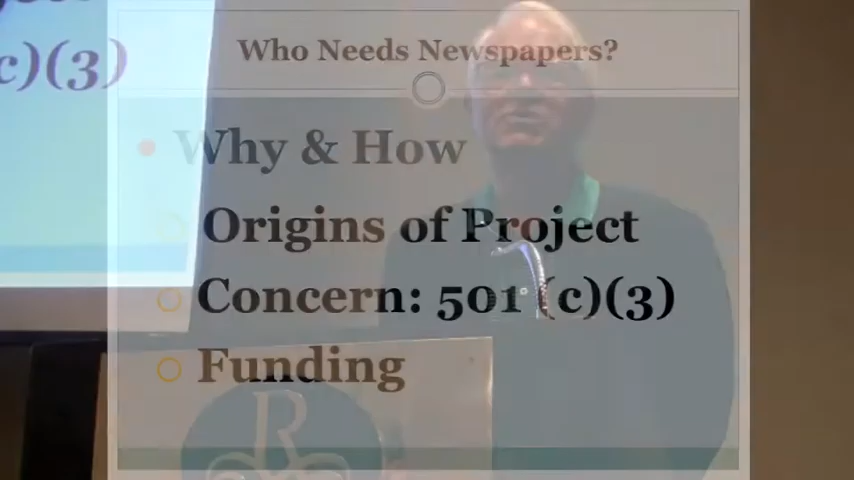 c)(3)
Who Needs Newspapers?
Why & How
Origins of Project
Concern: 501 (c)(3)
Funding
R